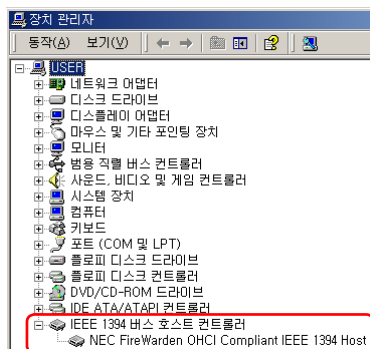 장치 관리자
동작(A) 보기(V)
USER
네트워크 어댑터
디스크 드라이브
디스플레이 어댑터
마우스 및 기타 포인팅 장치
모니터
범용 직렬 버스 컨트롤러
사운드, 비디오 및 게임 컨트롤러
시스템 장치
컴퓨터
키보드
포트 (COM 및 LPT)
플로피 디스크 드라이브
플로피 디스크 컨트롤러
DVD/CD-ROM 드라이브
IDE ATA/ATAPI 컨트롤러
IEEE 1394 버스 호스트 컨트롤러
NEC FireWarden OHCI Compliant IEEE 1394 Host